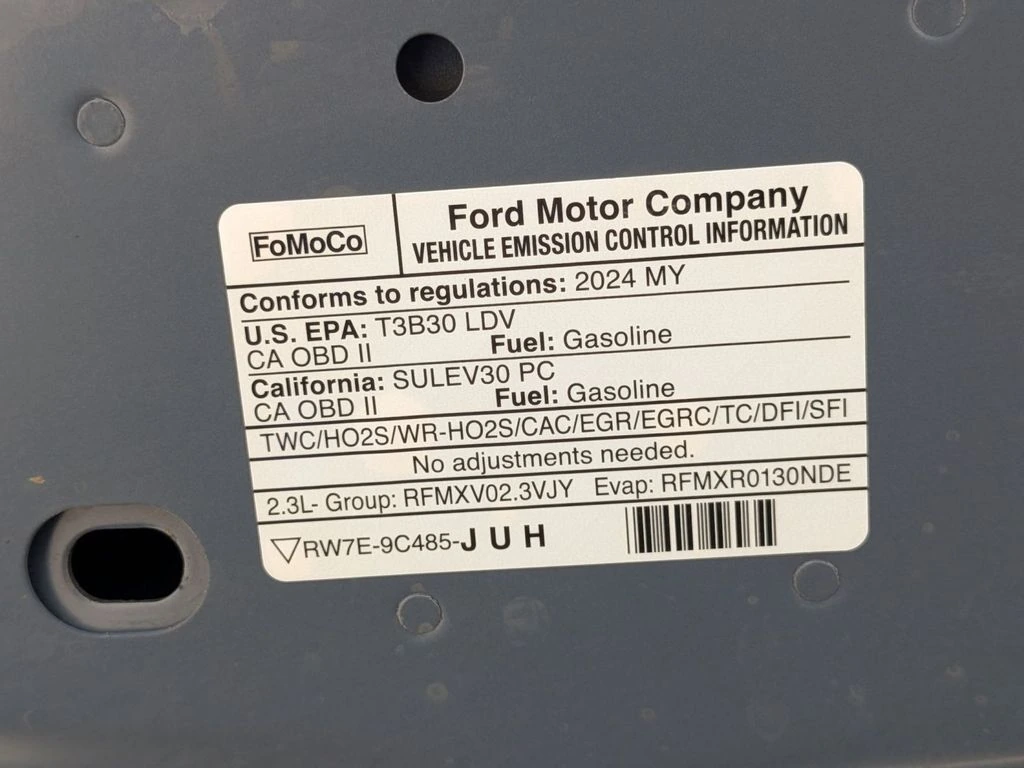 FoMoCo
Ford Motor Company
VEHICLE EMISSION CONTROL INFORMATION
Conforms to regulations: 2024 MY
U.S. EPA: T3B30 LDV
CA OBD II Fuel: Gasoline
California: SULEV30 PC
CA OBD II Fuel: Gasoline
TWC/HO2S/WR-HO2S/CAC/EGR/EGRC/TC/DFI/SFI
No adjustments needed.
2.3L- Group: RFMXV02.3VJY Evap: RFMXR0130NDE
RW7E-9C485-J U H